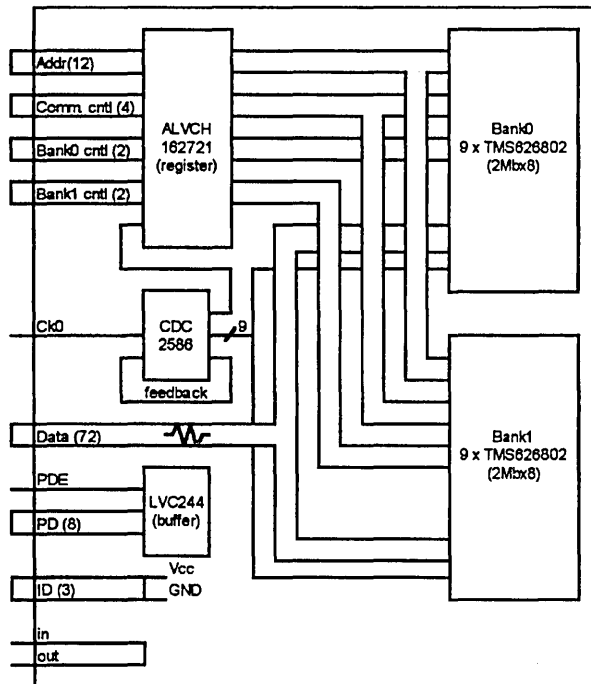 Addr(12)
Comm. cntl (4)
Bank0 cntl (2)
Bank1 cntl (2)
ALVCH
162721
(register)
Bank0
9 x TMS626802
(2Mbx8)
Ck0
CDC
2586
9
feedback
Data (72)
Bank1
9 x TMS626802
(2Mbx8)
PDE
PD (8)
LVC244
(buffer)
Vcc
ID (3)
GND
in
out